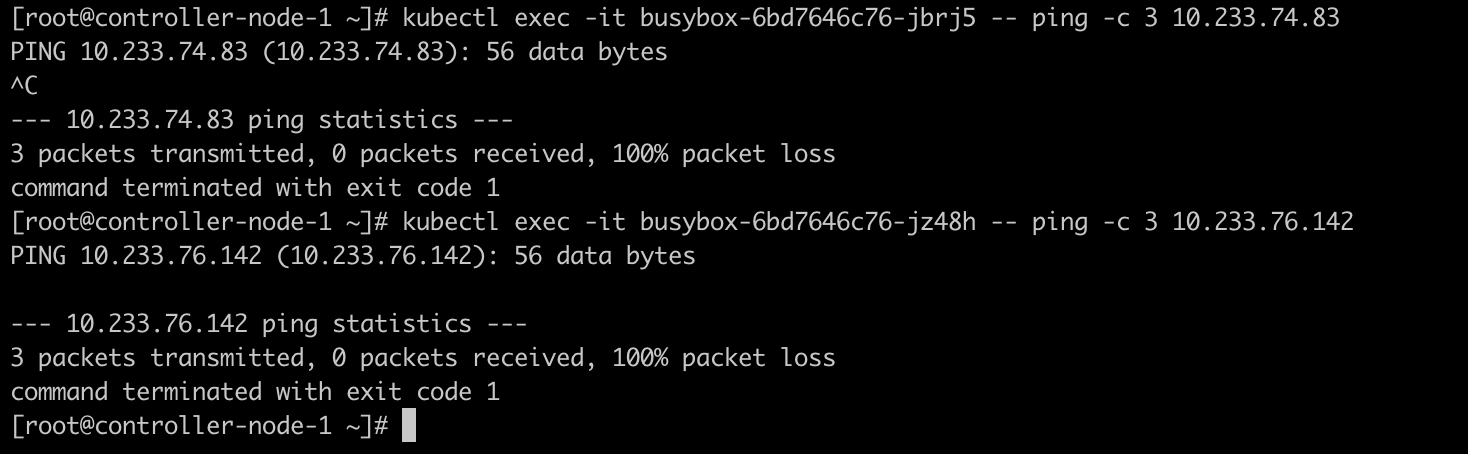 [root@controller-node-1 ~]# kubectl exec -it busybox-6bd7646c76-jbrj5 -- ping -c 3 10.233.74.83
PING 10.233.74.83 (10.233.74.83): 56 data bytes
^C
--- 10.233.74.83 ping statistics ---
3 packets transmitted, 0 packets received, 100% packet loss
command terminated with exit code 1
[root@controller-node-1 ~]# kubectl exec -it busybox-6bd7646c76-jz48h -- ping -c 3 10.233.76.142
PING 10.233.76.142 (10.233.76.142): 56 data bytes
--- 10.233.76.142 ping statistics ---
3 packets transmitted, 0 packets received, 100% packet loss
command terminated with exit code 1
[root@controller-node-1 ~]#